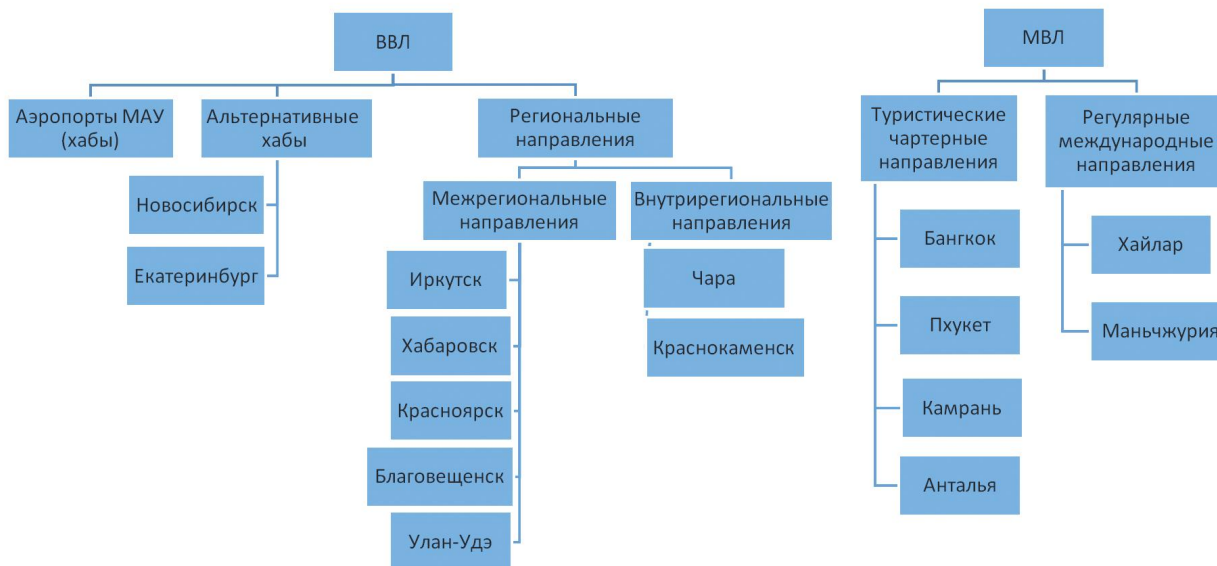 ВВЛ
Аэропорты МАУ
(хабы)
Альтернативные
хабы
Новосибирск
Екатеринбург
Региональные
направления
Межрегиональные
направления
Иркутск
Хабаровск
Красноярск
Благовещенск
Улан-Удэ
Внутрирегиональные
направления
Чара
Краснокаменск
МВЛ
Туристические
чартерные
направления
Бангкок
Пхукет
Камрань
Анталья
Регулярные
международные
направления
Хайлар
Маньчжурия